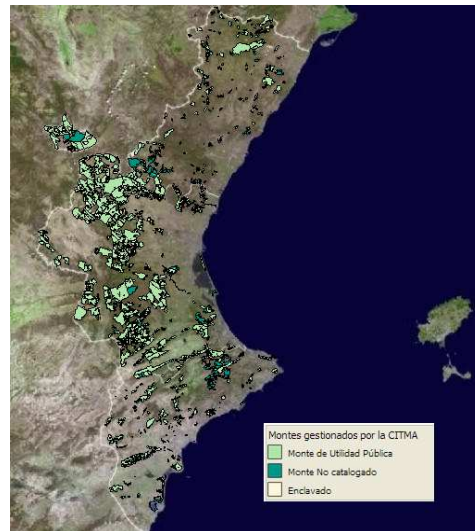 Montes gestionados por la CITMA
Monte de Utilidad Pública
Monte No catalogado
Enclavado